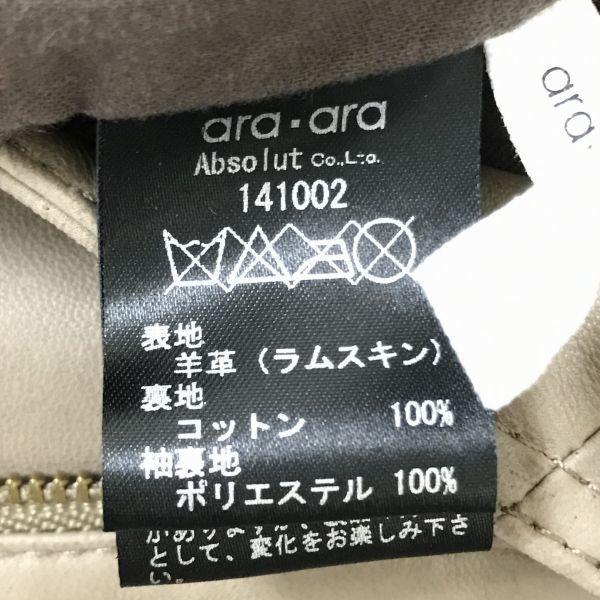 ara・ara
Absolut Co.,Ltd.
141002
表地
羊革（ラムスキン）
裏地
コットン 100%
袖裏地
ポリエステル 100%
として、変化をお楽しみ下さ
い。
ara